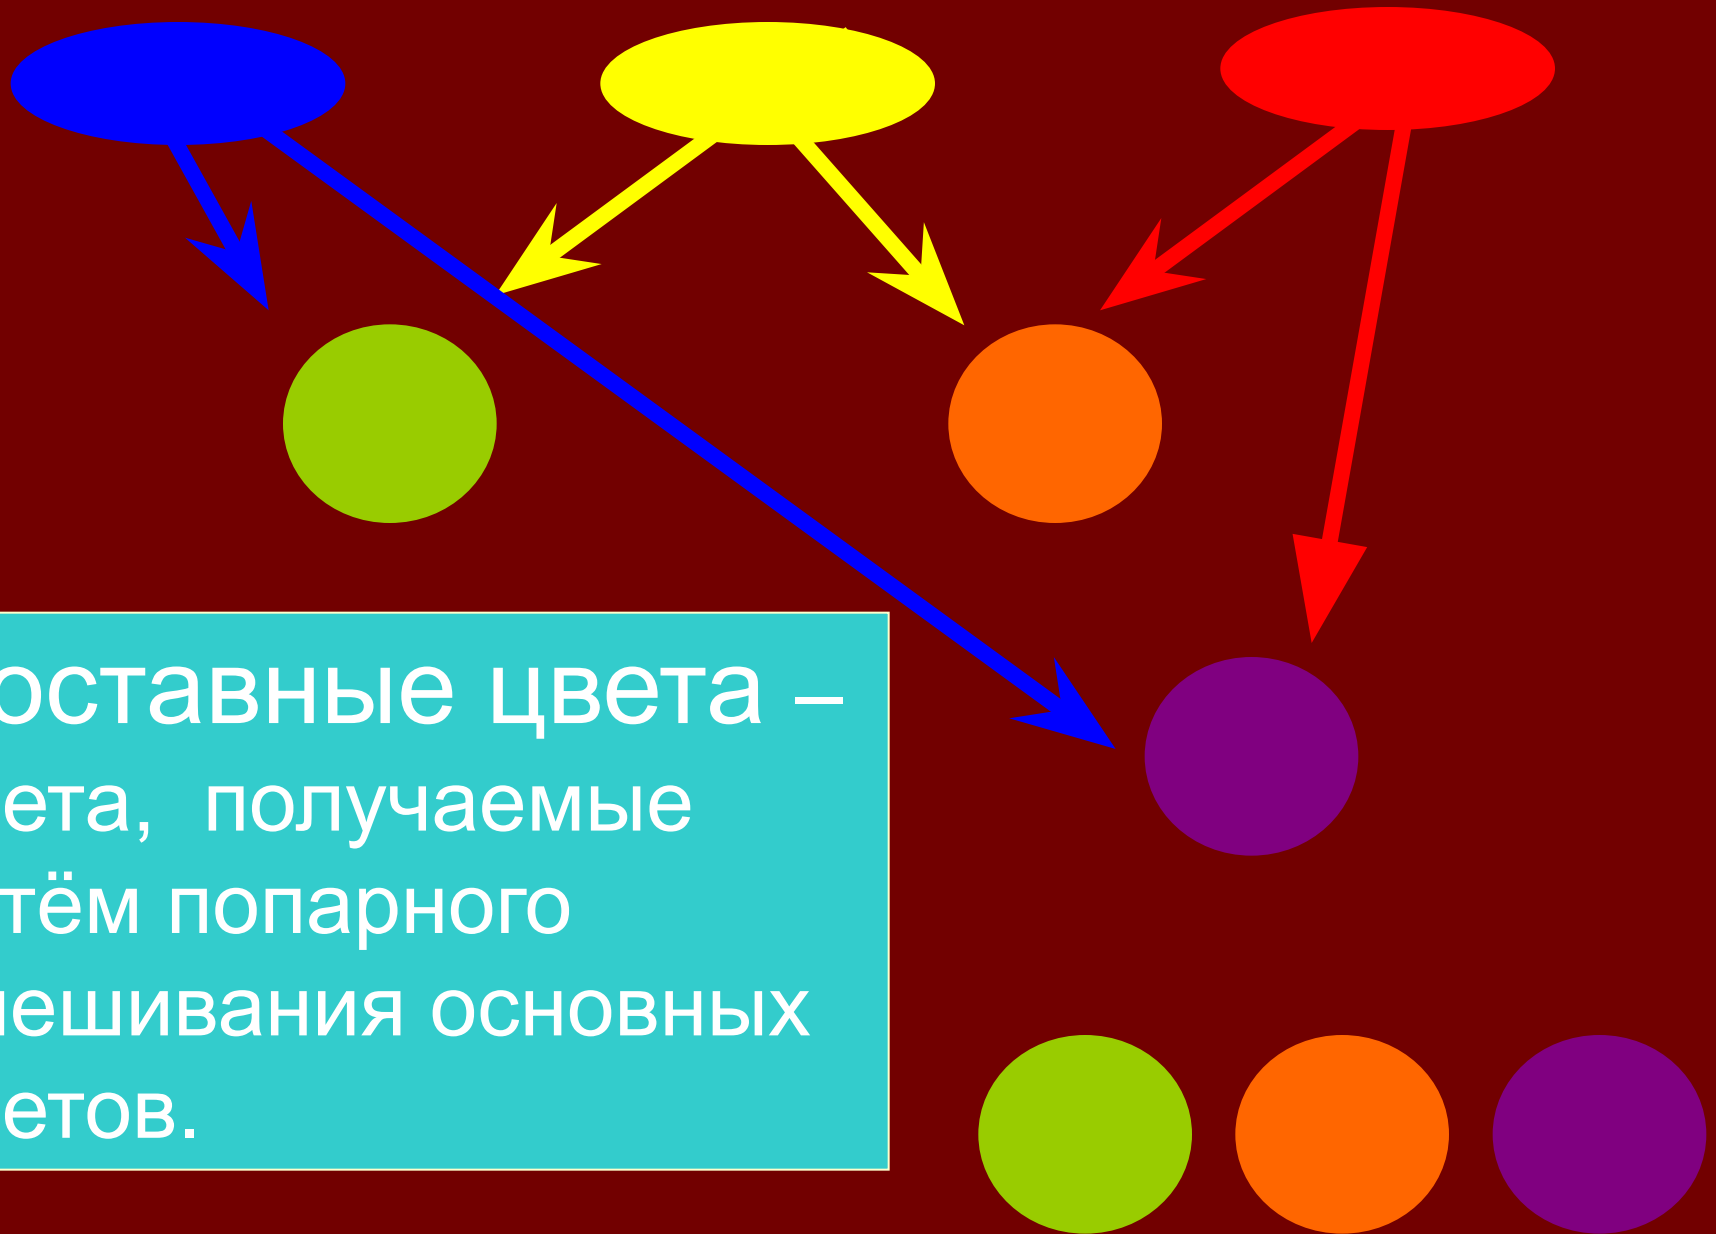 оставные цвета –
ета, получаемые
тём попарного
ешивания основных
етов.